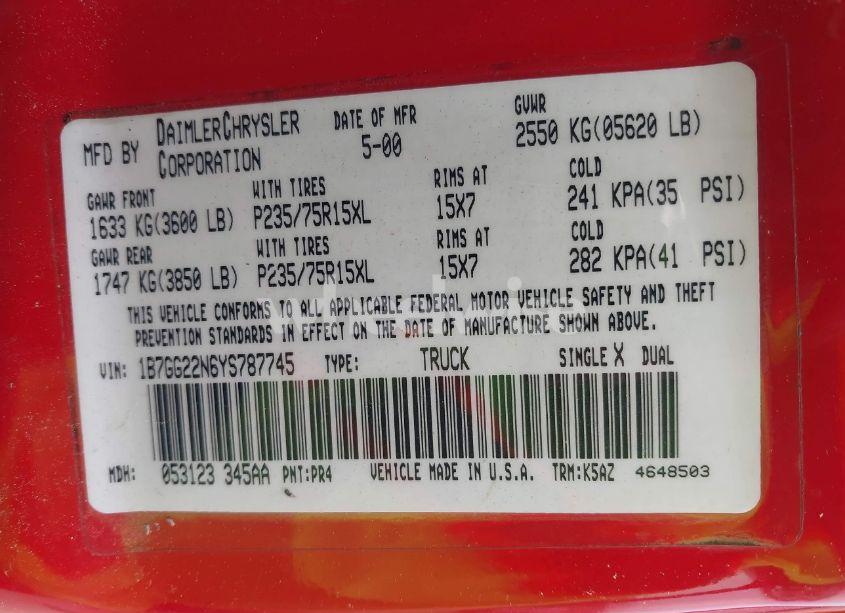 MFD BY DAIMLERCHRYSLER CORPORATION DATE OF MFR 5-00 GVWR 2550 KG(05620 LB)
GAWR FRONT WITH TIRES RIMS AT COLD
1633 KG(3600 LB) P235/75R15XL 15X7 241 KPA(35 PSI)
GAWR REAR WITH TIRES RIMS AT COLD
1747 KG(3850 LB) P235/75R15XL 15X7 282 KPA(41 PSI)
THIS VEHICLE CONFORMS TO ALL APPLICABLE FEDERAL MOTOR VEHICLE SAFETY AND THEFT
PREVENTION STANDARDS IN EFFECT ON THE DATE OF MANUFACTURE SHOWN ABOVE.
VIN: 1B7GG22N6YS787745 TYPE: TRUCK SINGLE X DUAL
MDH: 053123 345AA PNT:PR4 VEHICLE MADE IN U.S.A. TRM:K5AZ 4648503